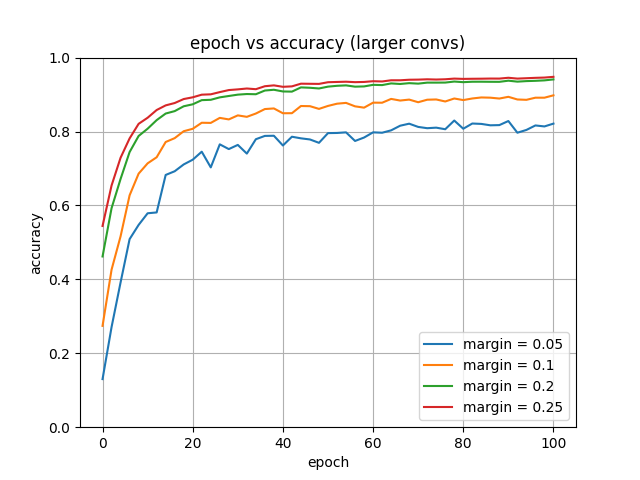 epoch vs accuracy (larger convs)
1.0
0.8
0.6
0.4
0.2
0.0
accuracy
margin = 0.05
margin = 0.1
margin = 0.2
margin = 0.25
0 20 40 60 80 100
epoch